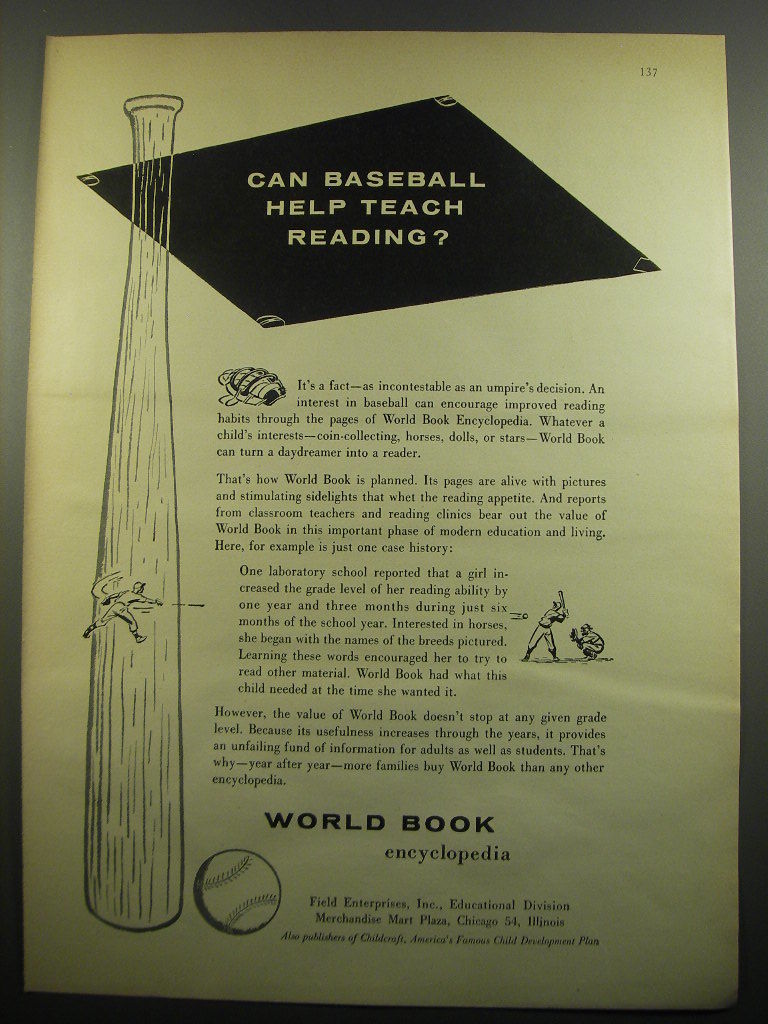 137
CAN BASEBALL
HELP TEACH
READING?
It's a fact—as incontestable as an umpire's decision. An
interest in baseball can encourage improved reading
habits through the pages of World Book Encyclopedia. Whatever a
child's interests—coin-collecting, horses, dolls, or stars—World Book
can turn a daydreamer into a reader.
That's how World Book is planned. Its pages are alive with pictures
and stimulating sidelights that whet the reading appetite. And reports
from classroom teachers and reading clinics bear out the value of
World Book in this important phase of modern education and living.
Here, for example is just one case history:
One laboratory school reported that a girl in-
creased the grade level of her reading ability by
one year and three months during just six
months of the school year. Interested in horses,
she began with the names of the breeds pictured.
Learning these words encouraged her to try to
read other material. World Book had what this
child needed at the time she wanted it.
However, the value of World Book doesn't stop at any given grade
level. Because its usefulness increases through the years, it provides
an unfailing fund of information for adults as well as students. That's
why—year after year—more families buy World Book than any other
encyclopedia.
WORLD BOOK
encyclopedia
Field Enterprises, Inc., Educational Division
Merchandise Mart Plaza, Chicago 54, Illinois
Also publishers of Childcraft, America's Famous Child Development Plan